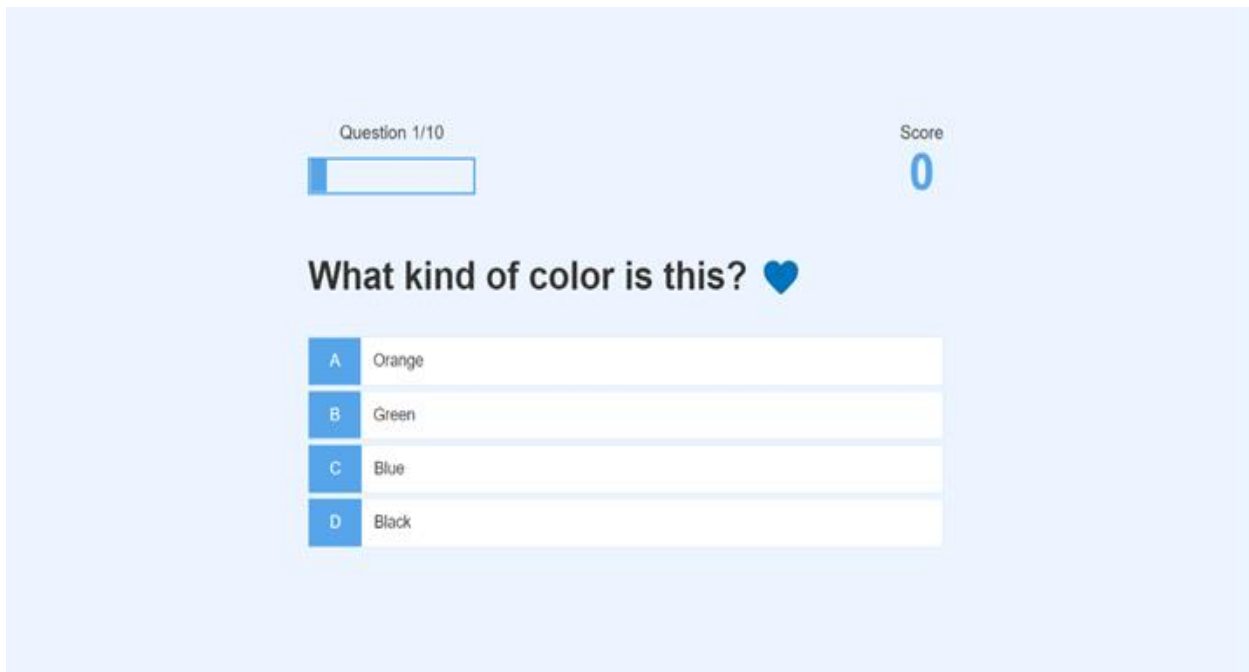 Question 1/10
Score
0
What kind of color is this? 💙
A Orange
B Green
C Blue
D Black